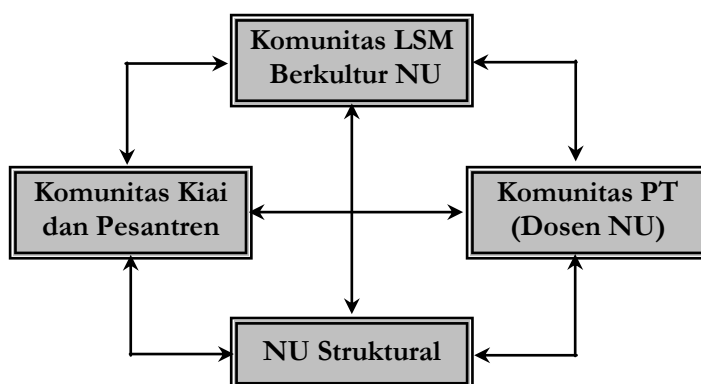 Komunitas LSM
Berkultur NU
Komunitas Kiai
dan Pesantren
Komunitas PT
(Dosen NU)
NU Struktural